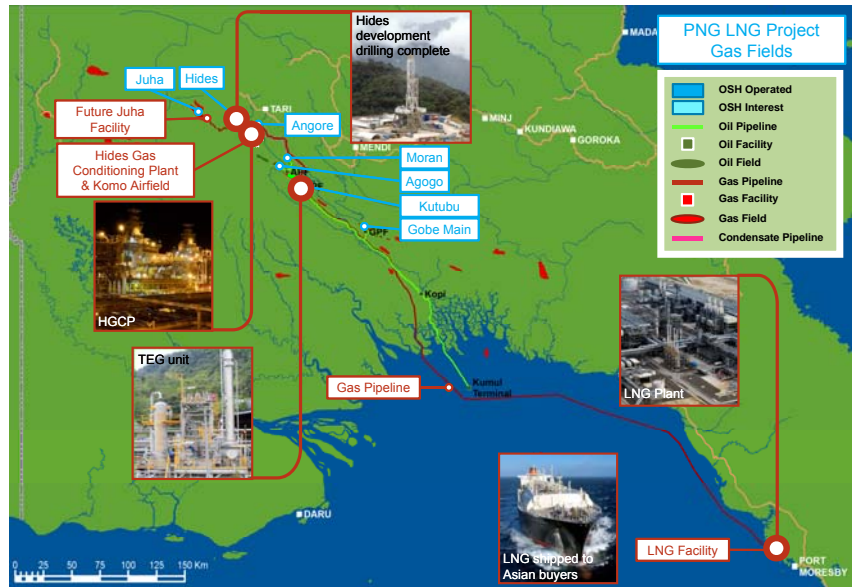 PNG LNG Project
Gas Fields
OSH Operated
OSH Interest
Oil Pipeline
Oil Facility
Oil Field
Gas Pipeline
Gas Facility
Gas Field
Condensate Pipeline
Hides
development
drilling complete
MADA
Juha
Hides
TARI
Future Juha
Facility
Angore
MINJ
KUNDIAWA
GOROKA
MENDI
Hides Gas
Conditioning Plant
& Komo Airfield
Moran
Agogo
Kutubu
Gobe Main
GPF
HGCP
Kopi
TEG unit
Gas Pipeline
Kumul
Terminal
LNG Plant
DARU
LNG shipped to
Asian buyers
LNG Facility
PORT
MORESBY
0 25 50 75 100 125 150 Km